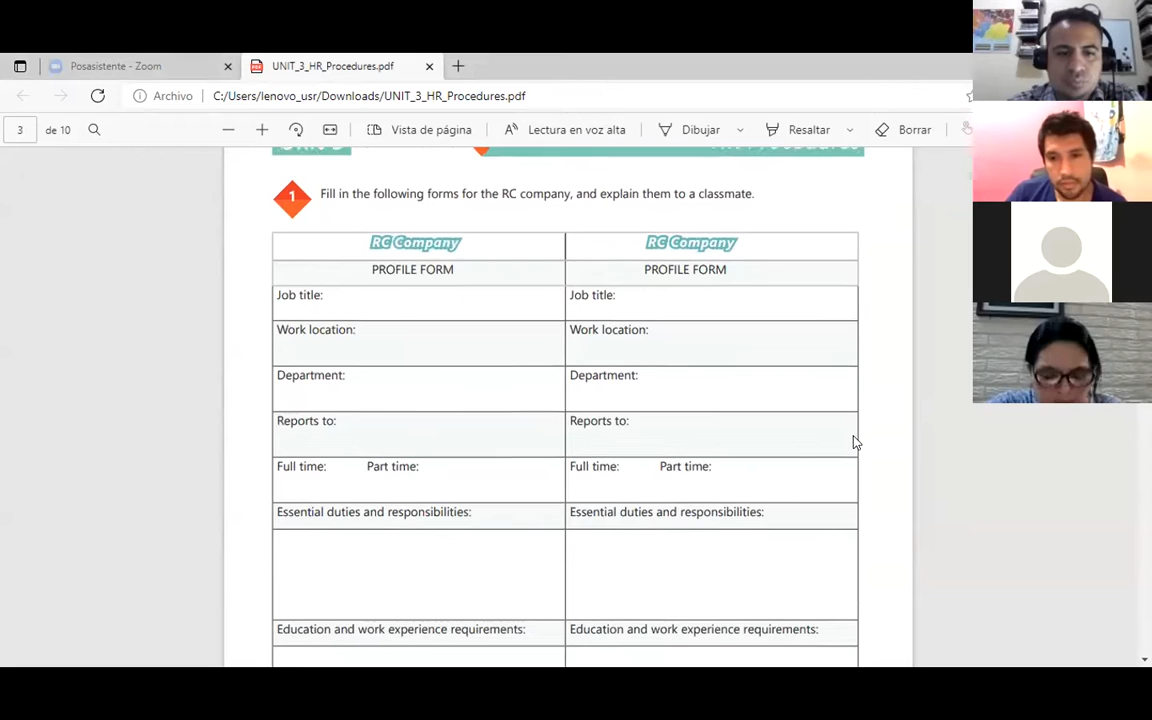 Posasistente - Zoom
UNIT_3_HR_Procedures.pdf
Archivo C:/Users/lenovo_usr/Downloads/UNIT_3_HR_Procedures.pdf
3 de 10 Vista de página Lectura en voz alta Dibujar Resaltar Borrar
1 Fill in the following forms for the RC company, and explain them to a classmate.
RC Company RC Company
PROFILE FORM PROFILE FORM
Job title: Job title:
Work location: Work location:
Department: Department:
Reports to: Reports to:
Full time: Part time: Full time: Part time:
Essential duties and responsibilities: Essential duties and responsibilities:
Education and work experience requirements: Education and work experience requirements: